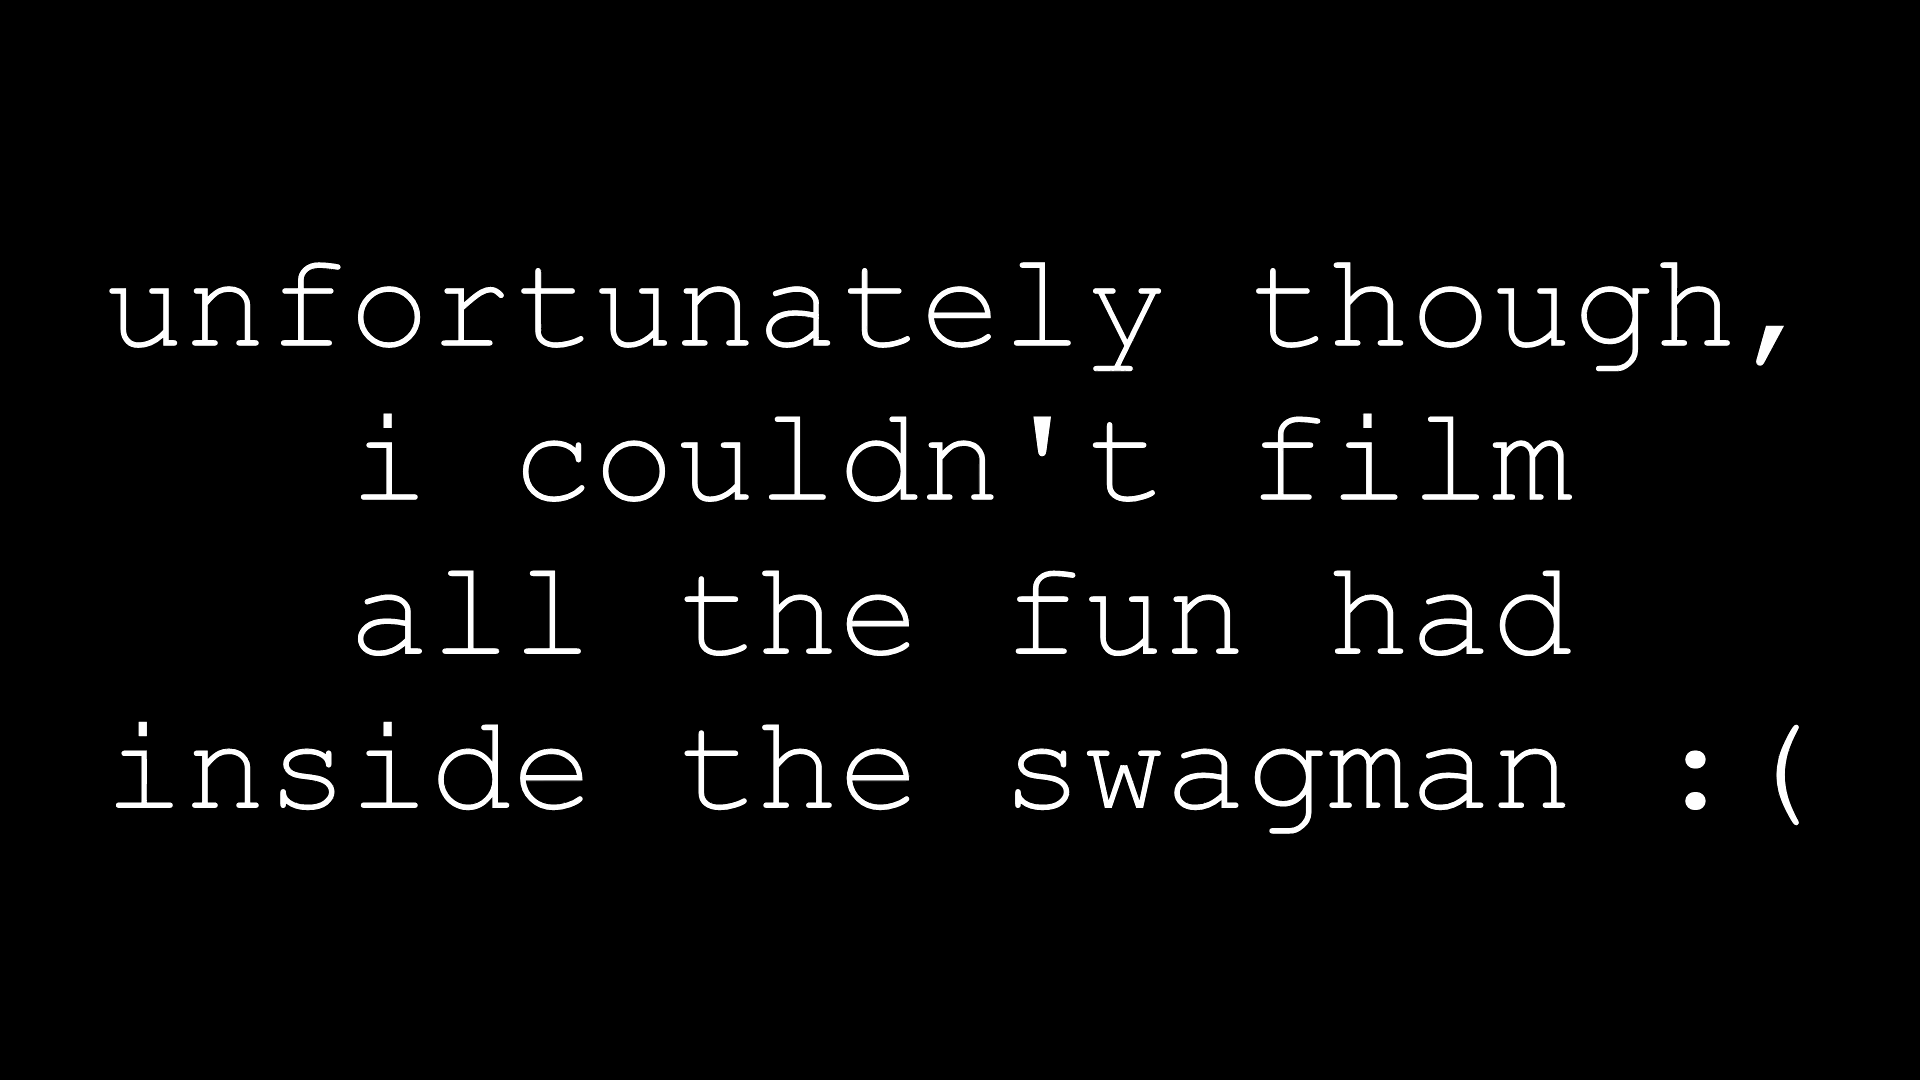 unfortunately though,
i couldn't film
all the fun had
inside the swagman :(